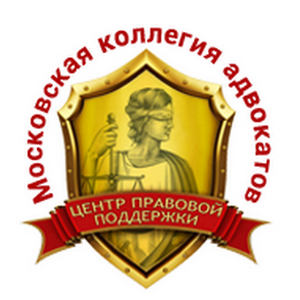 Московская коллегия адвокатов
ЦЕНТР ПРАВОВОЙ
ПОДДЕРЖКИ